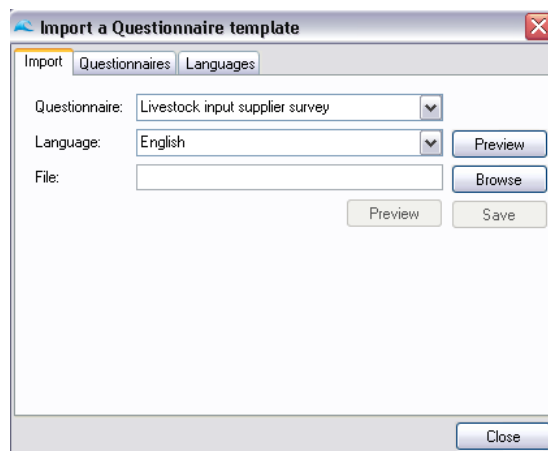 Import a Questionnaire template
Import Questionnaires Languages
Questionnaire: Livestock input supplier survey
Language: English Preview
File: Browse
Preview Save
Close